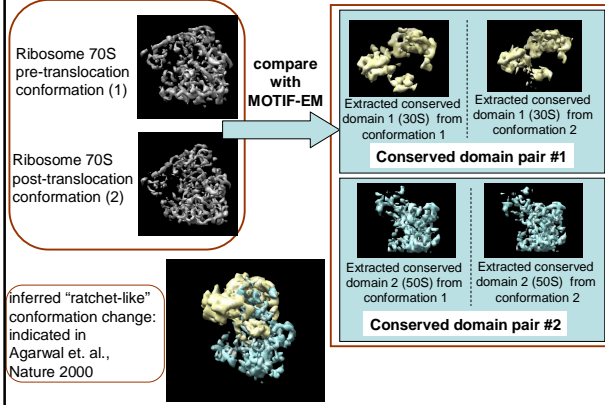 Ribosome 70S
pre-translocation
conformation (1)
Ribosome 70S
post-translocation
conformation (2)
compare
with
MOTIF-EM
Extracted conserved
domain 1 (30S) from
conformation 1
Extracted conserved
domain 1 (30S) from
conformation 2
Conserved domain pair #1
Extracted conserved
domain 2 (50S) from
conformation 1
Extracted conserved
domain 2 (50S) from
conformation 2
Conserved domain pair #2
inferred “ratchet-like”
conformation change:
indicated in
Agarwal et. al.,
Nature 2000